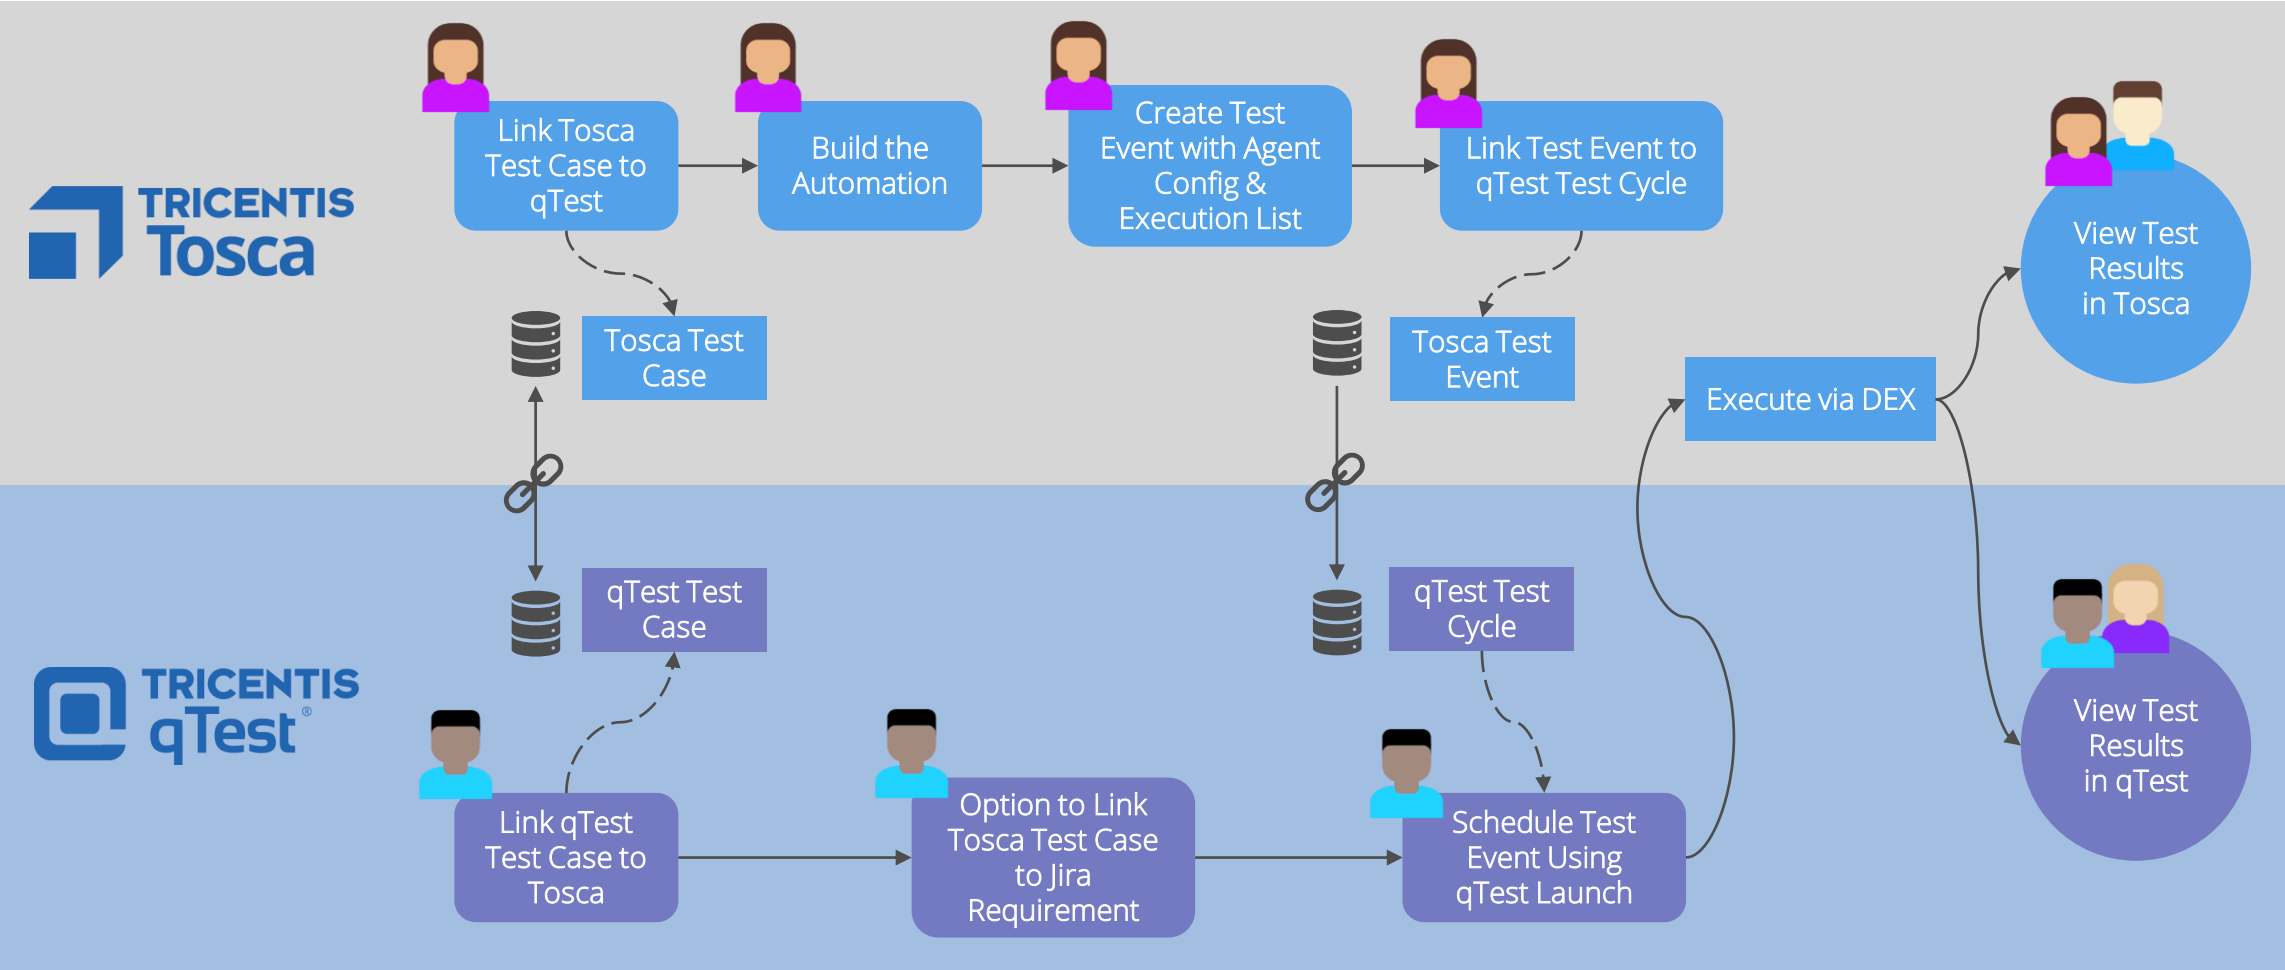 TRICENTIS
Tosca
Link Tosca
Test Case to
qTest
Build the
Automation
Create Test
Event with Agent
Config &
Execution List
Link Test Event to
qTest Test Cycle
View Test
Results
in Tosca
Tosca Test
Case
Tosca Test
Event
Execute via DEX
TRICENTIS
qTest®
qTest Test
Case
qTest Test
Cycle
Link qTest
Test Case to
Tosca
Option to Link
Tosca Test Case
to Jira
Requirement
Schedule Test
Event Using
qTest Launch
View Test
Results
in qTest